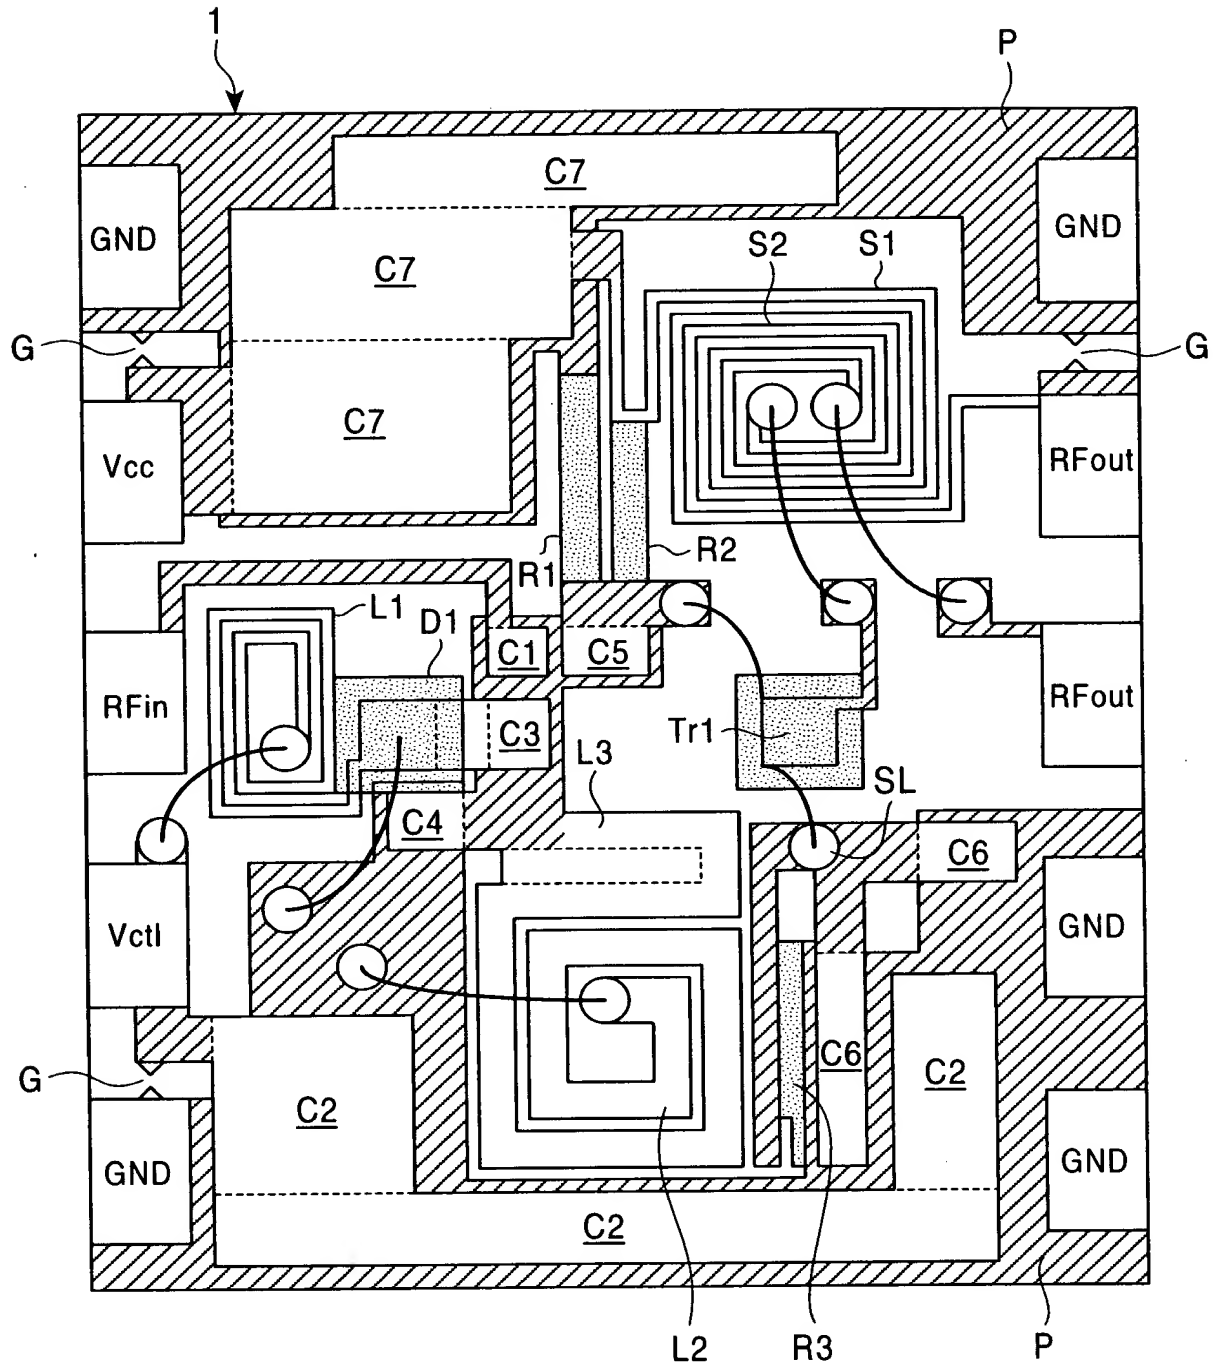 1
P
C7
GND
GND
C7
S2
S1
G
G
C7
Vcc
RFout
R1
R2
L1
D1
C1
C5
RFin
C3
Tr1
RFout
L3
SL
C4
C6
Vctl
GND
C6
C2
G
C2
GND
GND
C2
L2
R3
P